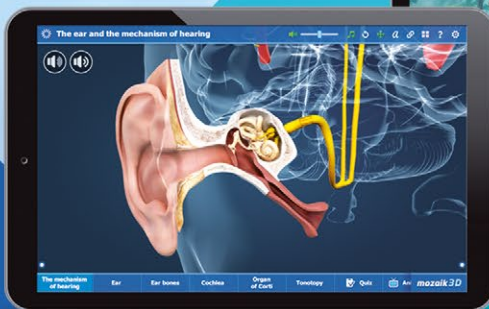 The ear and the mechanism of hearing
a ?
The mechanism
of hearing
Ear
Ear bones
Cochlea
Organ
of Corti
Tonotopy
Quiz
mozaik3D